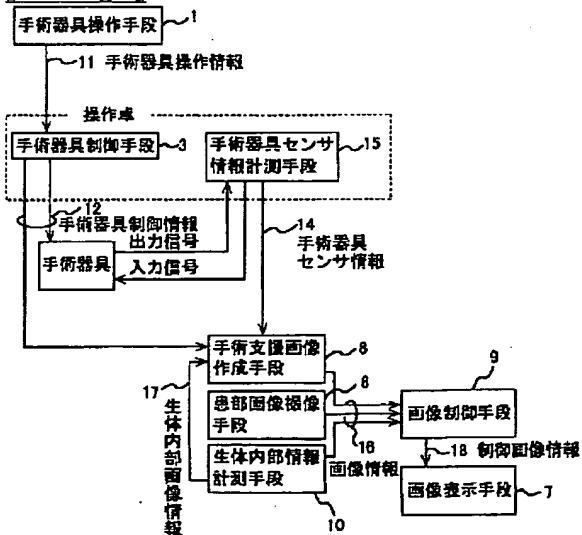 手術器具操作手段
1
11 手術器具操作情報
操作卓
手術器具制御手段
3
手術器具センサ
情報計測手段
15
12
手術器具制御情報
出力信号
入力信号
手術器具
14
手術器具
センサ情報
手術支援画像
作成手段
8
17
生体内部画像情報
患部画像撮像
手段
6
生体内部情報
計測手段
10
16
画像情報
9
画像制御手段
18 制御画像情報
画像表示手段
7